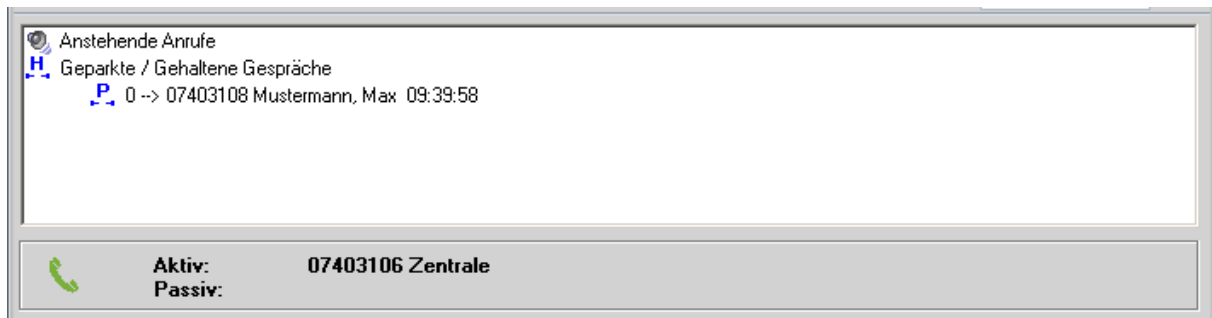 Anstehende Anrufe
H Geparkte / Gehaltene Gespräche
P 0 --> 07403108 Mustermann, Max 09:39:58
Aktiv: 07403106 Zentrale
Passiv: